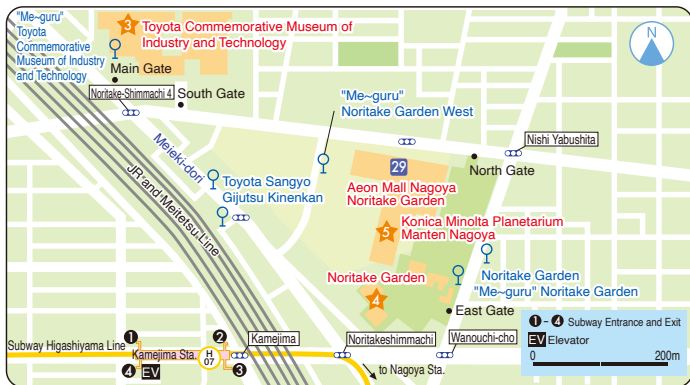 "Me~guru"
Toyota
Commemorative
Museum of Industry
and Technology
3
Toyota Commemorative Museum of
Industry and Technology
N
Main Gate
Noritake-Shimmachi 4
South Gate
"Me~guru"
Noritake Garden West
Nishi Yabushita
Meieki-dori
JR and Meitetsu Line
29
North Gate
Toyota Sangyo
Gijutsu Kinenkan
Aeon Mall Nagoya
Noritake Garden
5
Konica Minolta Planetarium
Manten Nagoya
Noritake Garden
4
Noritake Garden
"Me~guru" Noritake Garden
East Gate
1 - 4 Subway Entrance and Exit
EV Elevator
0 200m
Subway Higashiyama Line
1
2
Kamejima Sta.
H
07
Kamejima
Noritakeshimmachi
Wanouchi-cho
4
EV
3
to Nagoya Sta.